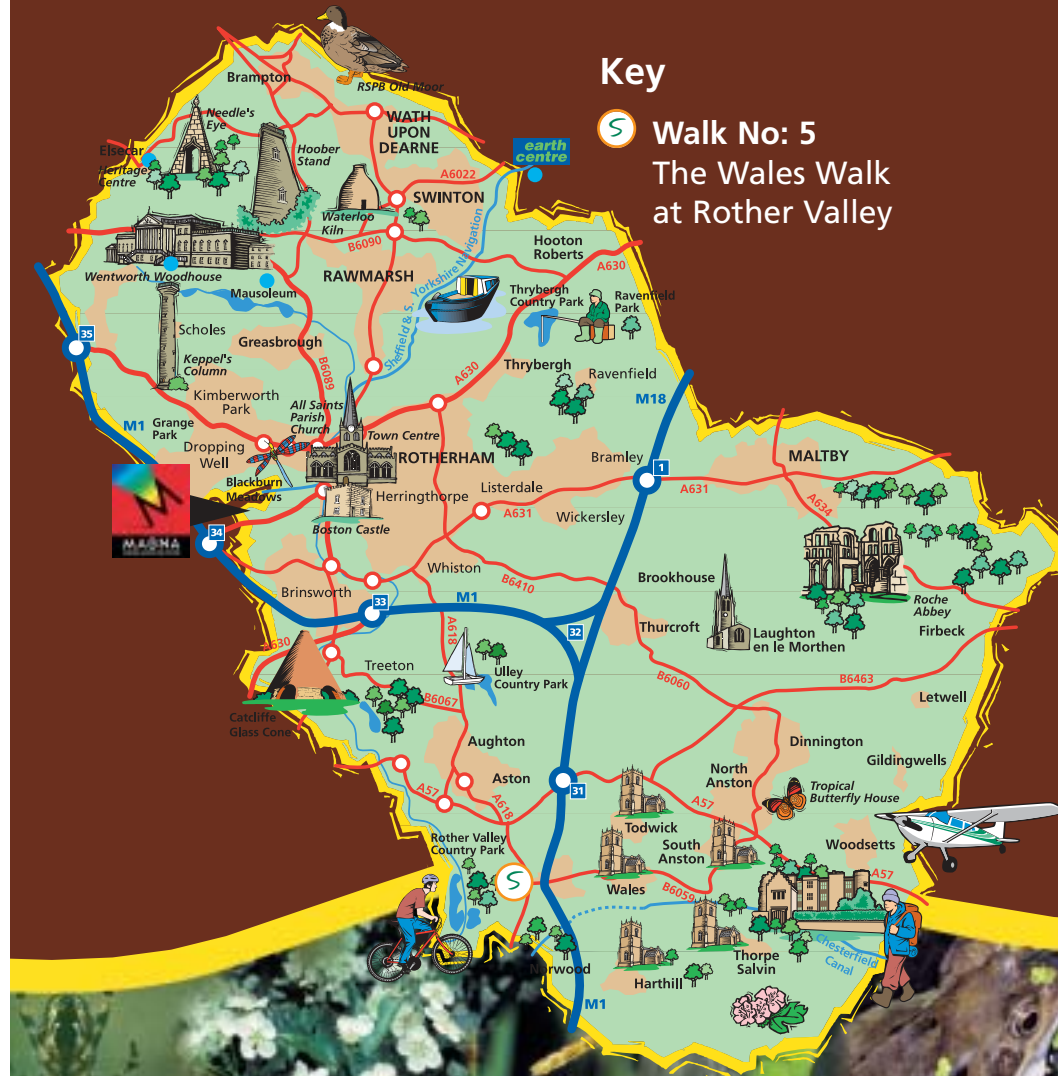 Key
S Walk No: 5
The Wales Walk
at Rother Valley
Brampton
RSPB Old Moor
Needle's
Eye
WATH
UPON
DEARNE
Elsecar
Heritage
Centre
Hoober
Stand
earth
centre
A6022
SWINTON
Waterloo
Kiln
B6090
Hooton
Roberts
A630
Wentworth Woodhouse
Mausoleum
RAWMARSH
Sheffield & S. Yorkshire Navigation
Thrybergh
Country Park
Ravenfield
Park
35
Scholes
Greasbrough
Keppel's
Column
B6089
A630
Thrybergh
Ravenfield
M18
Kimberworth
Park
M1
Grange
Park
All Saints
Parish
Church
Dropping
Well
Town Centre
ROTHERHAM
Bramley
MALTBY
1
Blackburn
Meadows
Herringthorpe
Listerdale
A631
A631
A634
Wickersley
MAGNA
Boston Castle
34
Whiston
B6410
Brookhouse
Roche
Abbey
Brinsworth
33
M1
32
Thurcroft
Laughton
en le Morthen
Firbeck
A630
A618
Treeton
Ulley
Country Park
B6060
B6463
Letwell
B6067
Catcliffe
Glass Cone
Aughton
Dinnington
Gildingwells
Aston
31
North
Anston
Tropical
Butterfly House
A57
A618
A57
Rother Valley
Country Park
Todwick
South
Anston
Woodsetts
S
Wales
B6059
A57
Norwood
Harthill
Thorpe
Salvin
Chesterfield
Canal
M1